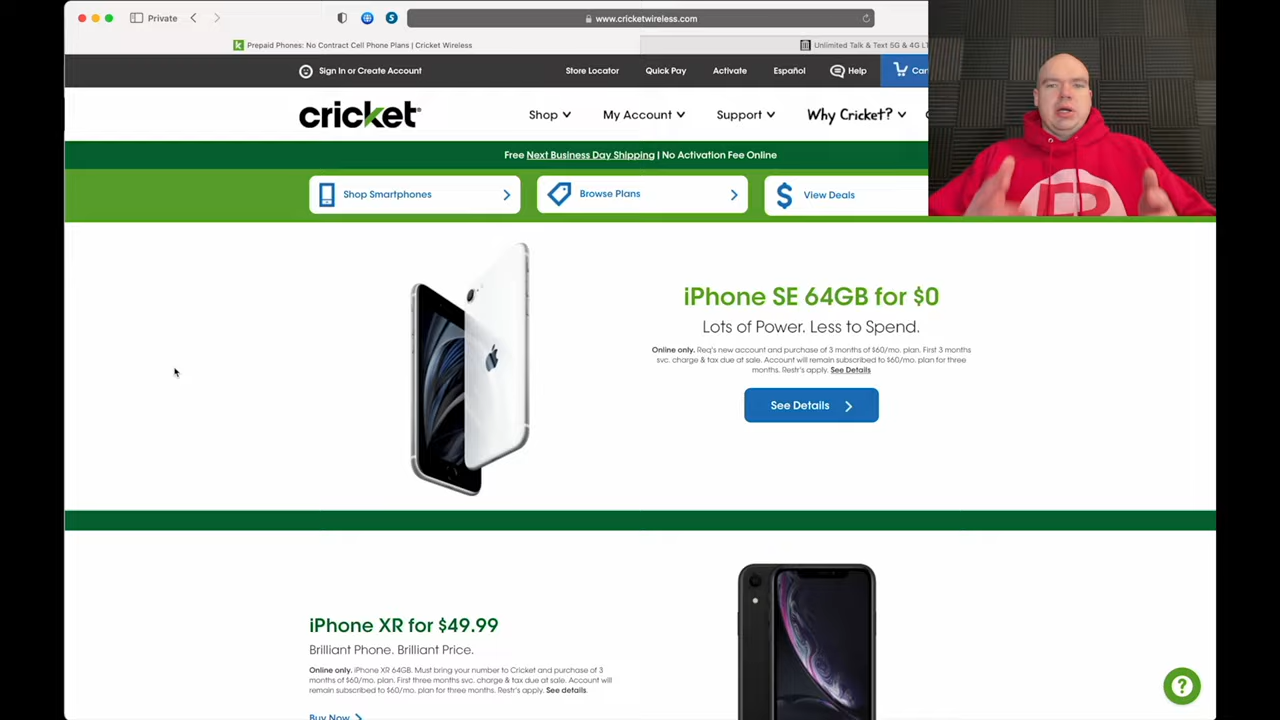 Private
www.cricketwireless.com
Prepaid Phones: No Contract Cell Phone Plans | Cricket Wireless
Unlimited Talk & Text 5G & 4G LT
Sign In or Create Account
Store Locator
Quick Pay
Activate
Español
Help
Car
cricket
Shop
My Account
Support
Why Cricket?
Free Next Business Day Shipping | No Activation Fee Online
Shop Smartphones
Browse Plans
View Deals
iPhone SE 64GB for $0
Lots of Power. Less to Spend.
Online only. Req's new account and purchase of 3 months of $60/mo. plan. First 3 months
svc. charge & tax due at sale. Account will remain subscribed to $60/mo. plan for three
months. Restr's apply. See Details
See Details
iPhone XR for $49.99
Brilliant Phone. Brilliant Price.
Online only. iPhone XR 64GB. Must bring your number to Cricket and purchase of 3
months of $60/mo. plan. First three months svc. charge & tax due at sale. Account will
remain subscribed to $60/mo. plan for three months. Restr's apply. See details.
Buy Now